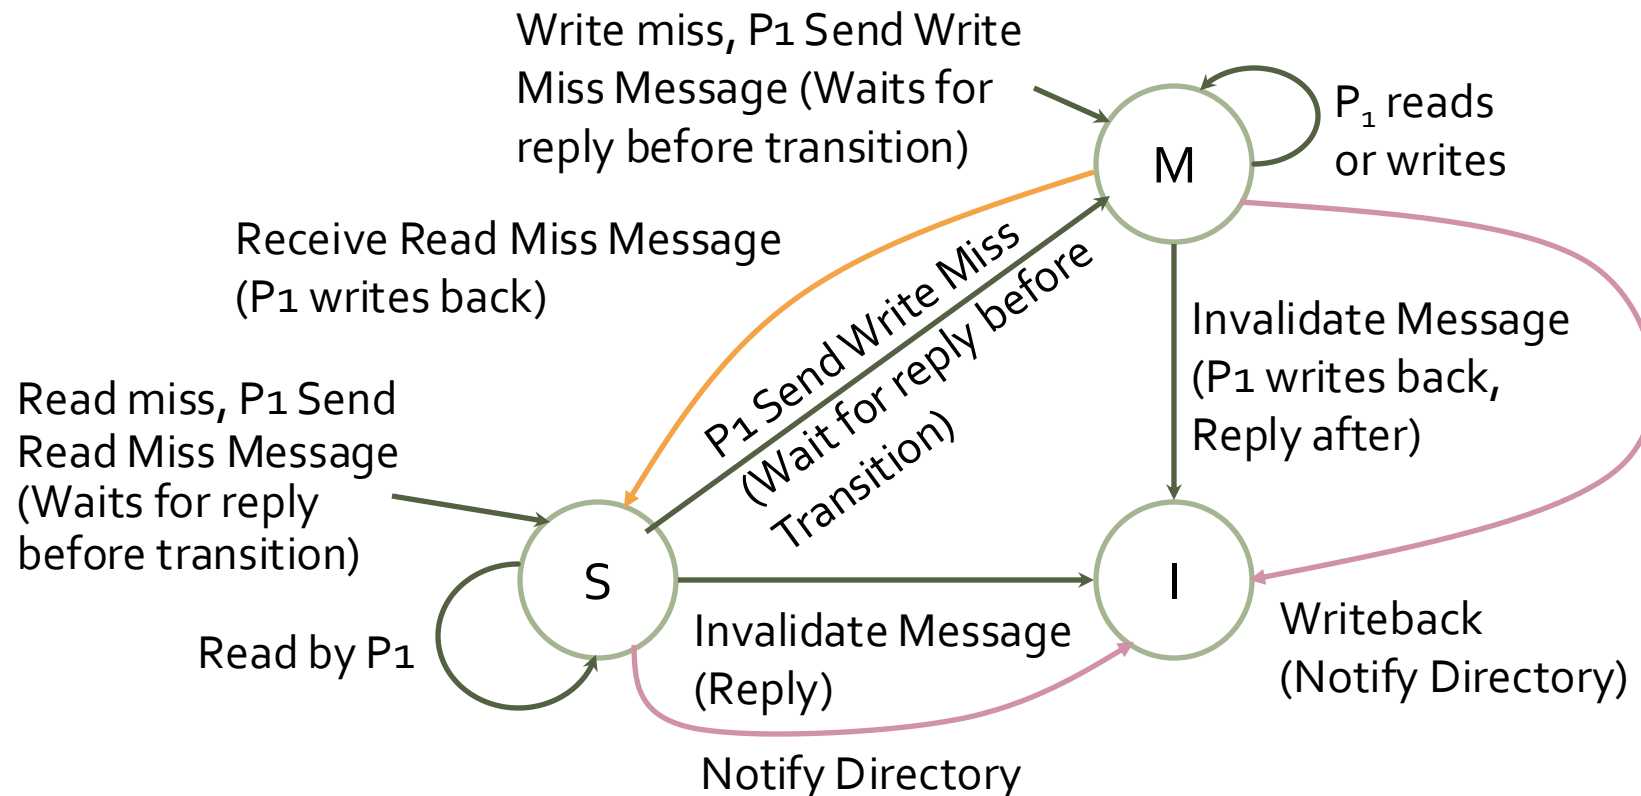 Write miss, P1 Send Write
Miss Message (Waits for
reply before transition)
M
P1 reads
or writes
Receive Read Miss Message
(P1 writes back)
P1 Send Write Miss
(Wait for reply before
Transition)
Invalidate Message
(P1 writes back,
Reply after)
Read miss, P1 Send
Read Miss Message
(Waits for reply
before transition)
S
I
Read by P1
Invalidate Message
(Reply)
Writeback
(Notify Directory)
Notify Directory